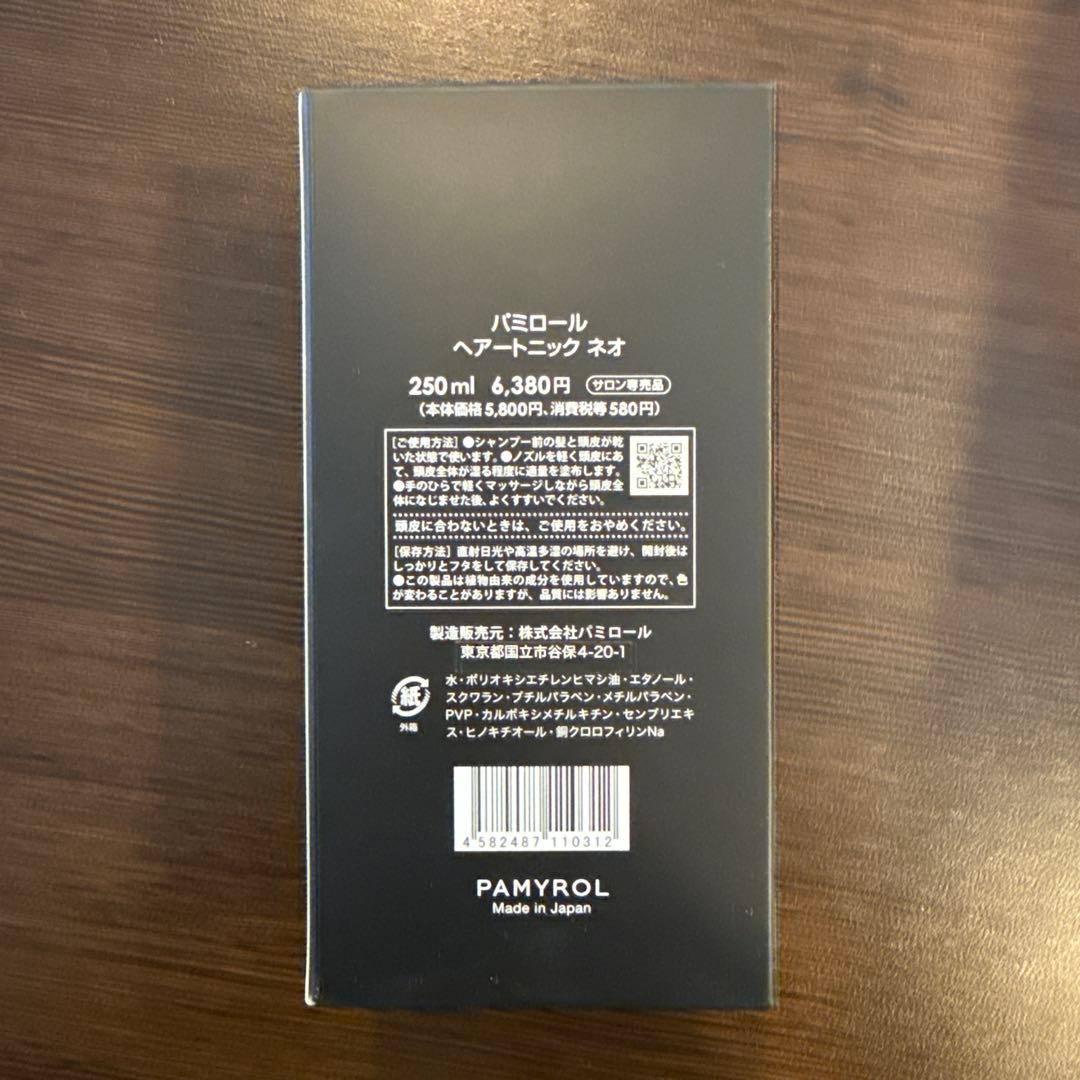 パミロール
ヘアートニック ネオ
250ml 6,380円 サロン専売品
（本体価格5,800円、消費税等580円）
［ご使用方法］●シャンプー前の髪と頭皮が乾
いた状態で使います。●ノズルを軽く頭皮にあ
て、頭皮全体が湿る程度に適量を塗布します。
●手のひらで軽くマッサージしながら頭皮全
体になじませた後、よくすすいでください。
頭皮に合わないときは、ご使用をおやめください。
［保存方法］直射日光や高温多湿の場所を避け、開封後は
しっかりとフタをして保存してください。
●この製品は植物由来の成分を使用していますので、色
が変わることがありますが、品質には影響ありません。
製造販売元：株式会社パミロール
東京都国立市谷保4-20-1
紙
外箱
水・ポリオキシエチレンヒマシ油・エタノール・
スクワラン・ブチルパラベン・メチルパラベン・
PVP・カルボキシメチルキチン・センブリエキ
ス・ヒノキチオール・銅クロロフィリンNa
4 582487 110312
PAMYROL
Made in Japan